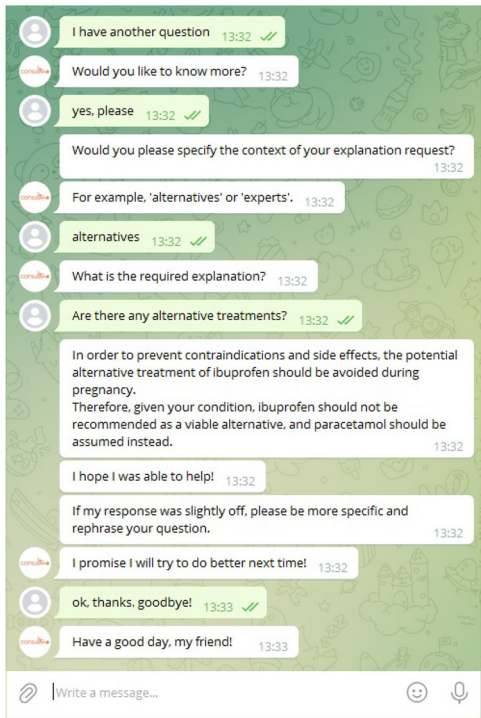 I have another question 13:32
Would you like to know more? 13:32
yes, please 13:32
Would you please specify the context of your explanation request?
13:32
For example, 'alternatives' or 'experts'. 13:32
alternatives 13:32
What is the required explanation? 13:32
Are there any alternative treatments? 13:32
In order to prevent contraindications and side effects, the potential
alternative treatment of ibuprofen should be avoided during
pregnancy.
Therefore, given your condition, ibuprofen should not be
recommended as a viable alternative, and paracetamol should be
assumed instead. 13:32
I hope I was able to help! 13:32
If my response was slightly off, please be more specific and
rephrase your question. 13:32
I promise I will try to do better next time! 13:32
ok, thanks. goodbye! 13:33
Have a good day, my friend! 13:33
Write a message...